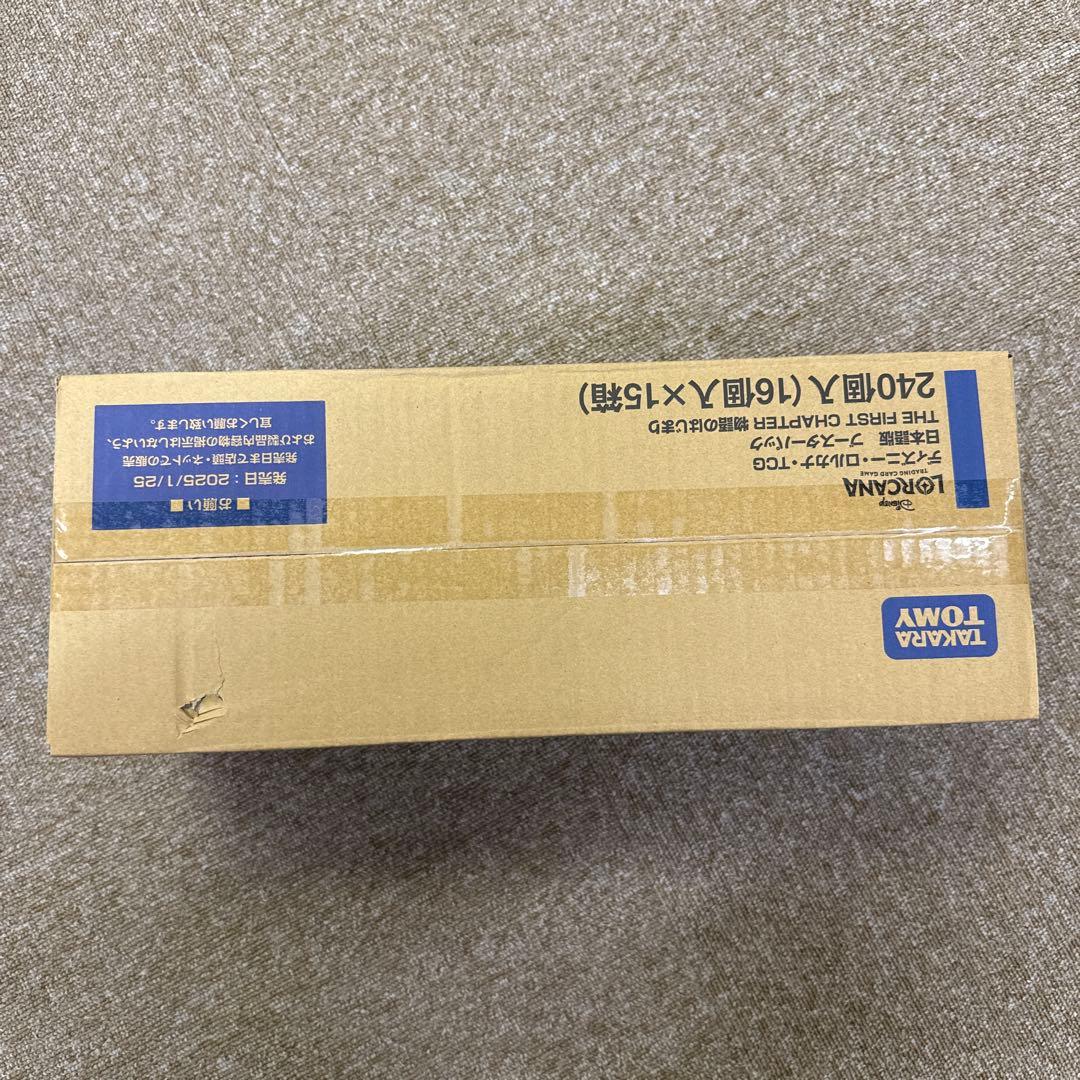 TAKARA
TOMY
Disney
LORCANA
TRADING CARD GAME
ディズニー・ロルカナ・TCG
日本語版 ブースターパック
THE FIRST CHAPTER 物語のはじまり
240個入(16個入×15箱)
■お願い■
発売日:2025/1/25
発売日まで店頭・ネットでの販売
および製品内容物の掲示はしないよう、
宜しくお願い致します。